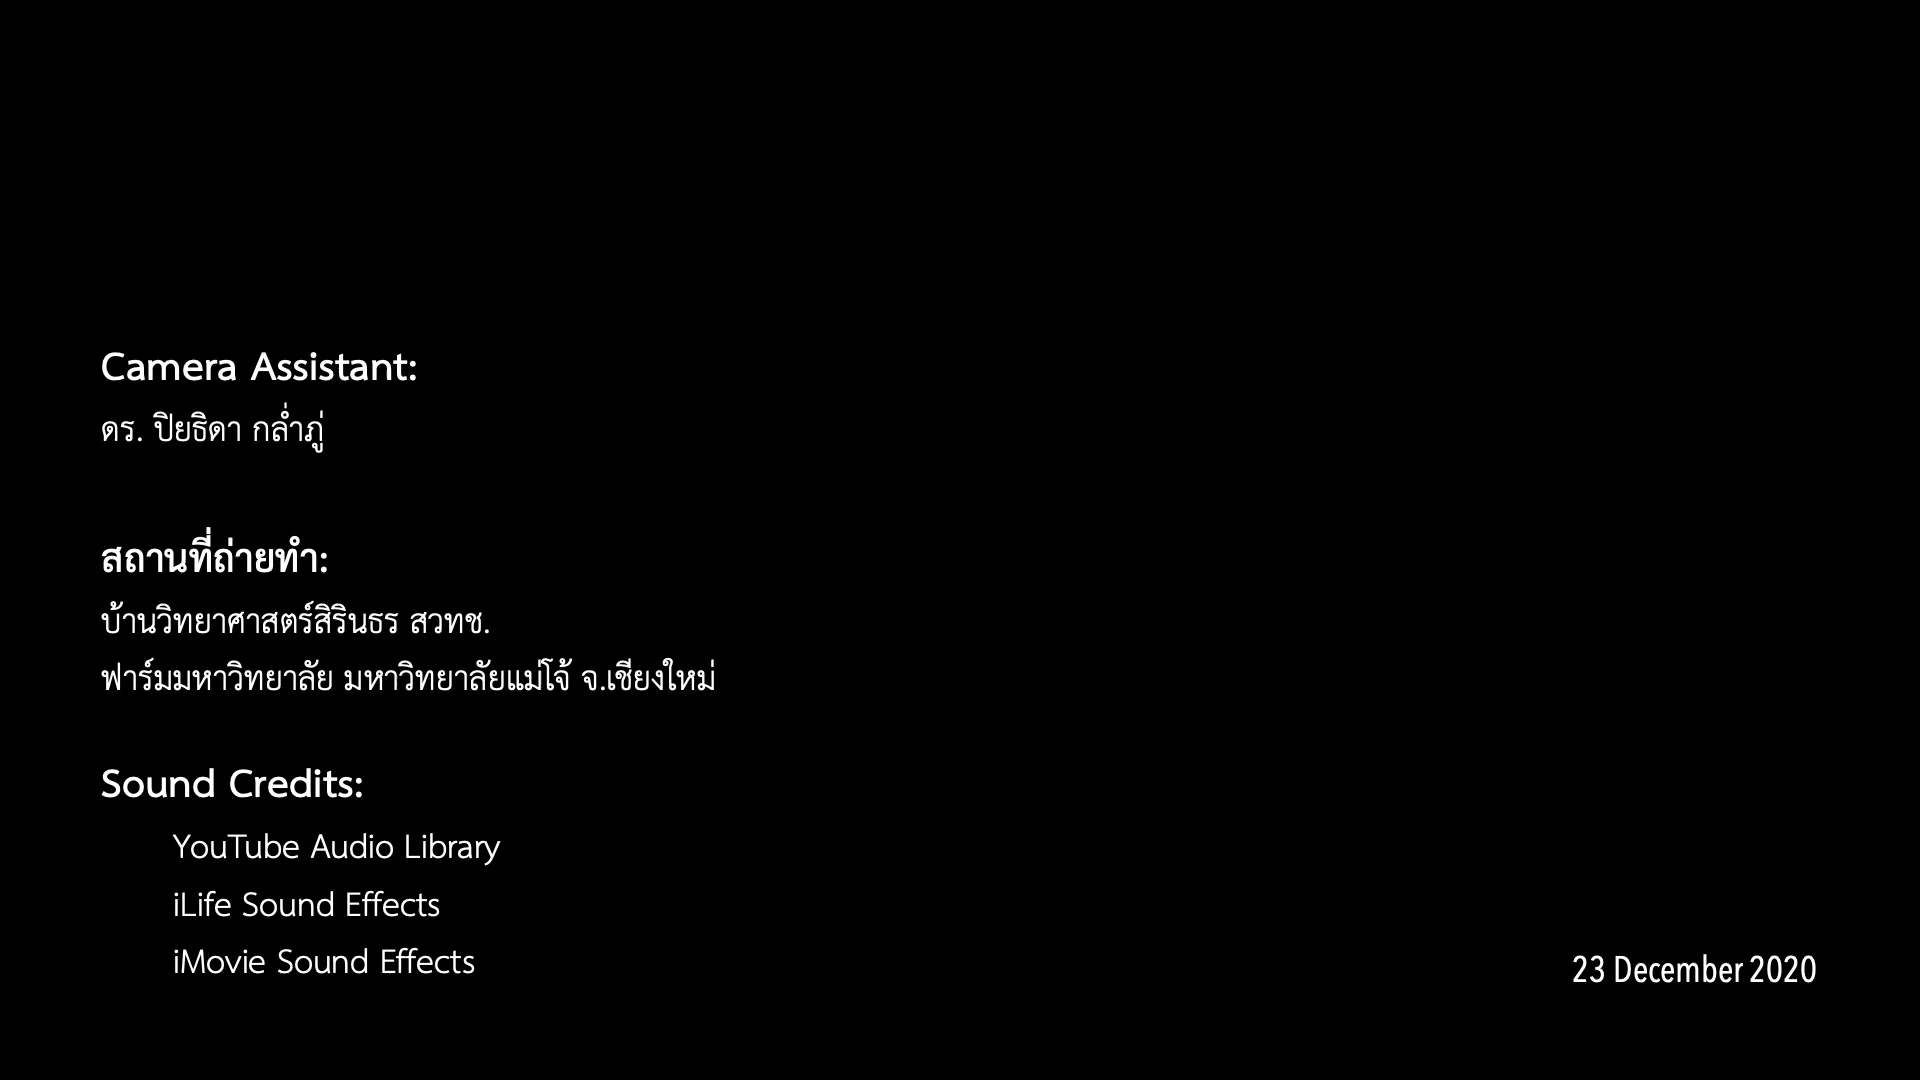 Camera Assistant:
ดร. ปิยธิดา กล่ำภู่
สถานที่ถ่ายทำ:
บ้านวิทยาศาสตร์สิรินธร สวทช.
ฟาร์มมหาวิทยาลัย มหาวิทยาลัยแม่โจ้ จ.เชียงใหม่
Sound Credits:
YouTube Audio Library
iLife Sound Effects
iMovie Sound Effects
23 December 2020